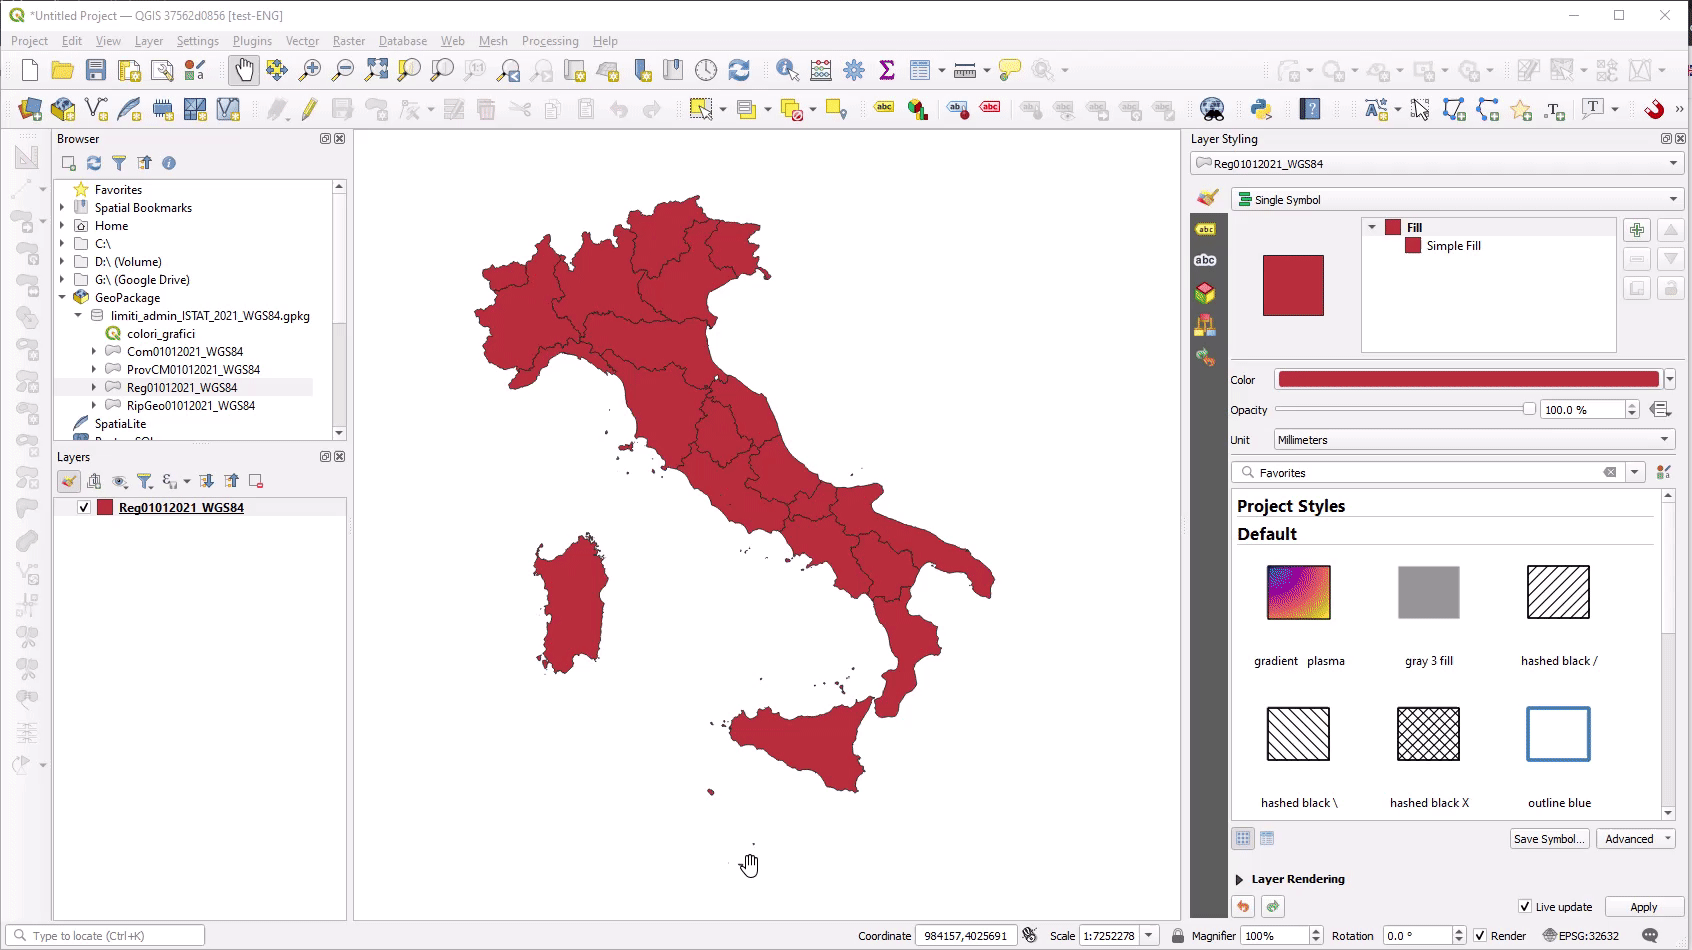 *Untitled Project — QGIS 37562d0856 [test-ENG]
Project Edit View Layer Settings Plugins Vector Raster Database Web Mesh Processing Help
Browser
Favorites
Spatial Bookmarks
Home
C:\
D:\ (Volume)
G:\ (Google Drive)
GeoPackage
limiti_admin_ISTAT_2021_WGS84.gpkg
colori_grafici
Com01012021_WGS84
ProvCM01012021_WGS84
Reg01012021_WGS84
RipGeo01012021_WGS84
SpatiaLite
Layers
Reg01012021_WGS84
Layer Styling
Reg01012021_WGS84
Single Symbol
Fill
Simple Fill
Color
Opacity 100.0 %
Unit Millimeters
Favorites
Project Styles
Default
gradient plasma
gray 3 fill
hashed black /
hashed black \
hashed black X
outline blue
Save Symbol... Advanced
Layer Rendering
Live update Apply
Type to locate (Ctrl+K)
Coordinate 984157,4025691 Scale 1:7252278 Magnifier 100% Rotation 0.0 ° Render EPSG:32632